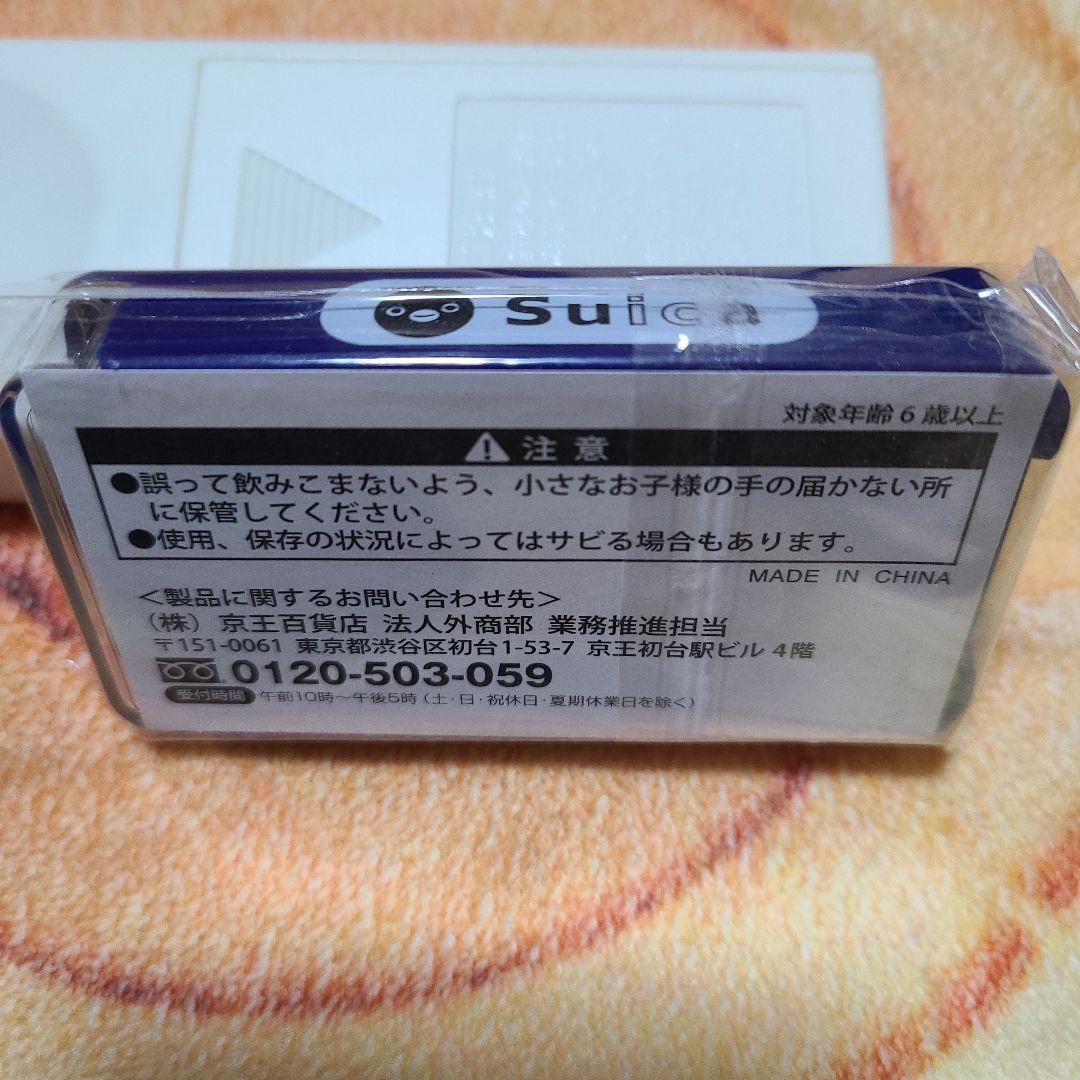 Suica
対象年齢6歳以上
注意
●誤って飲みこまないよう、小さなお子様の手の届かない所
に保管してください。
●使用、保存の状況によってはサビる場合もあります。
MADE IN CHINA
＜製品に関するお問い合わせ先＞
（株）京王百貨店 法人外商部 業務推進担当
〒151-0061 東京都渋谷区初台1-53-7 京王初台駅ビル 4階
0120-503-059
受付時間 午前10時～午後5時（土・日・祝休日・夏期休業日を除く）